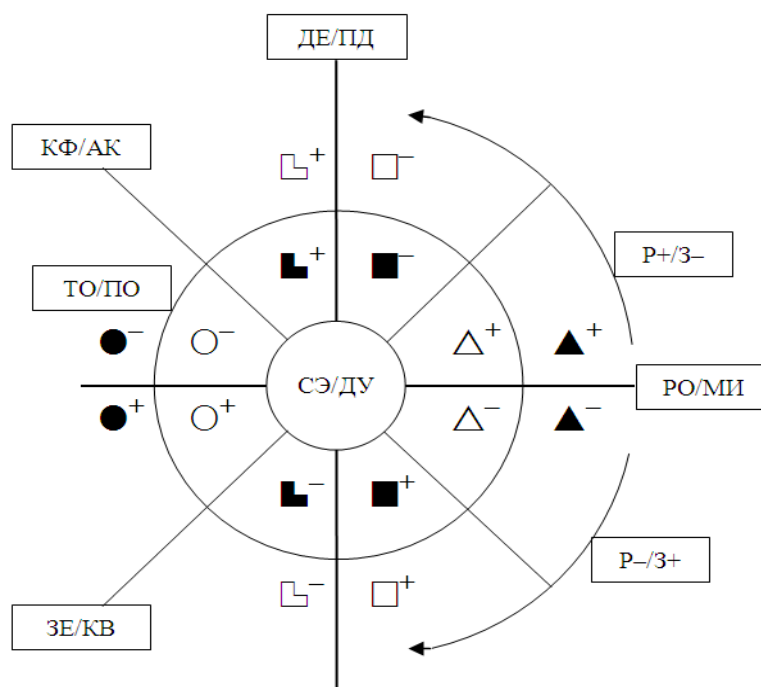 ДЕ/ПД
КФ/АК
+ –
+ –
Р+/З–
ТО/ПО
– – + +
СЭ/ДУ
РО/МИ
+ + – –
– +
Р–/З+
– +
ЗЕ/КВ